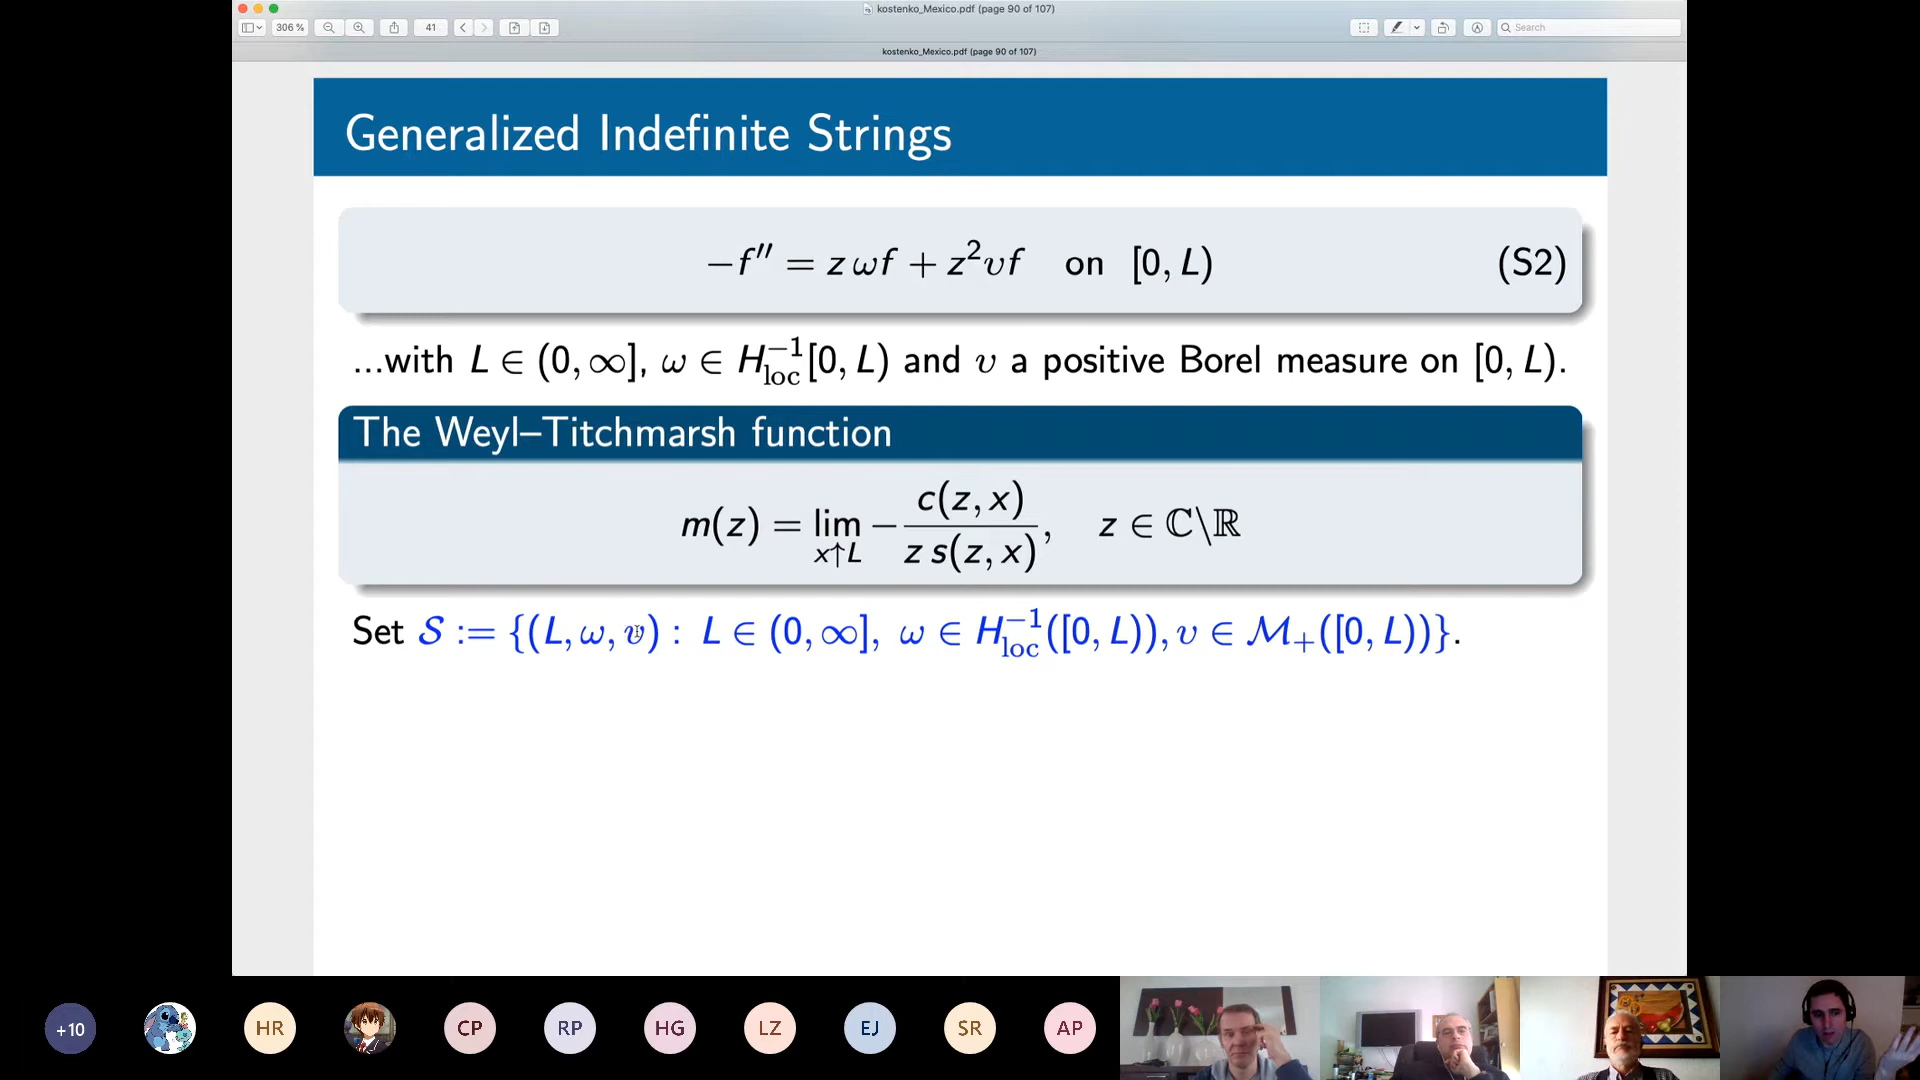 kostenko_Mexico.pdf (page 90 of 107)
306 %
41
Search
kostenko_Mexico.pdf (page 90 of 107)
Generalized Indefinite Strings
−f″ = z ωf + z²υf on [0, L) (S2)
...with L ∈ (0, ∞], ω ∈ H⁻¹_loc[0, L) and υ a positive Borel measure on [0, L).
The Weyl–Titchmarsh function
m(z) = lim_{x↑L} − c(z, x) / z s(z, x), z ∈ ℂ\ℝ
Set 𝒮 := {(L, ω, υ) : L ∈ (0, ∞], ω ∈ H⁻¹_loc([0, L)), υ ∈ ℳ₊([0, L))}.
+10
HR
CP
RP
HG
LZ
EJ
SR
AP